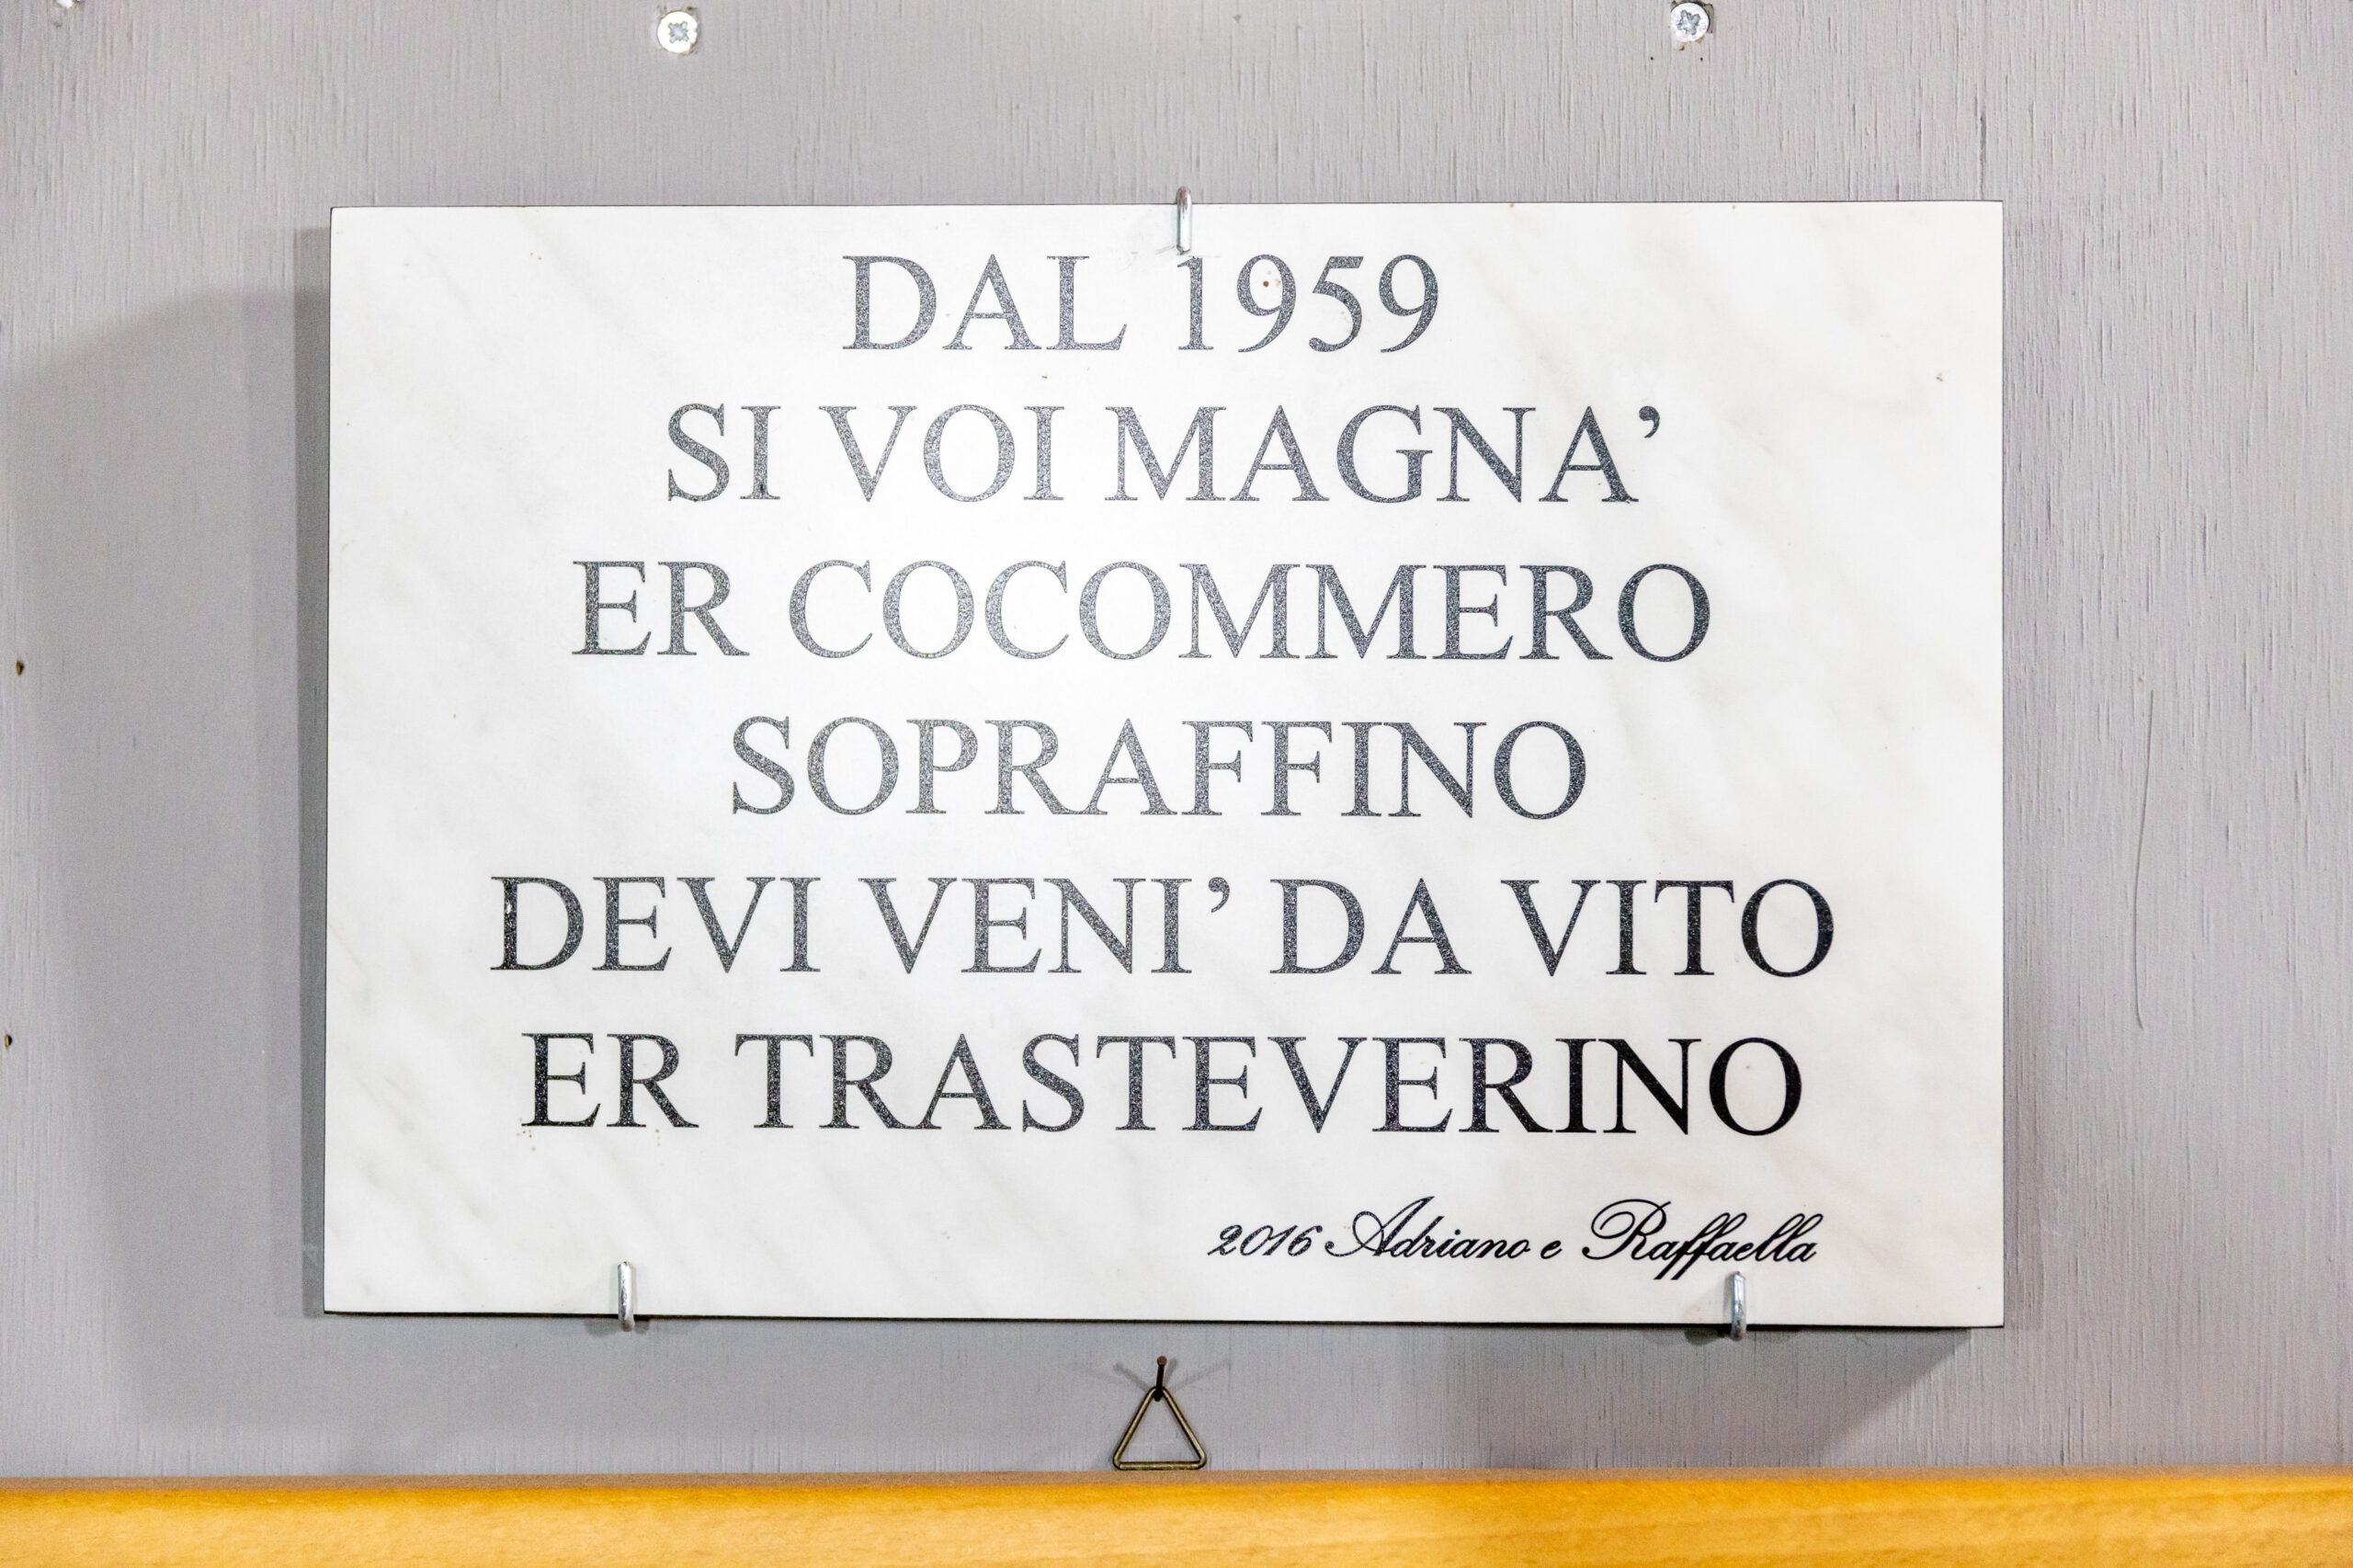 DAL 1959
SI VOI MAGNA’
ER COCOMMERO
SOPRAFFINO
DEVI VENI’ DA VITO
ER TRASTEVERINO
2016 Adriano e Raffaella